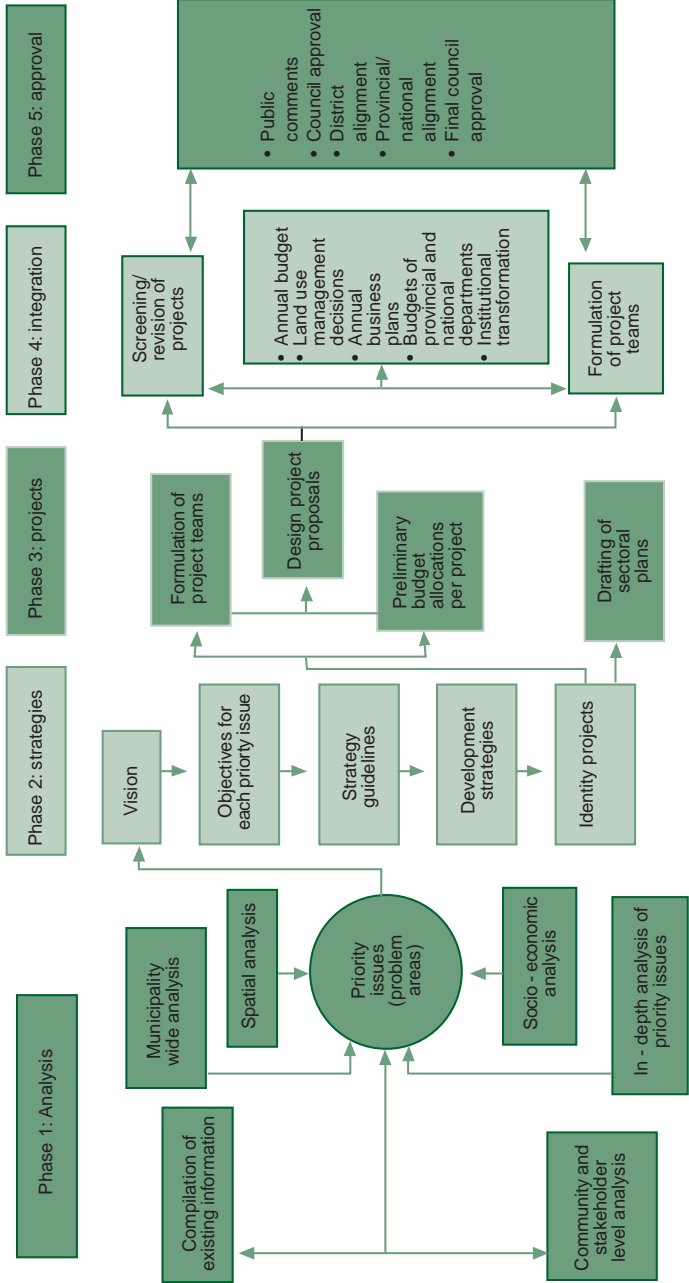 Phase 1: Analysis
Phase 2: strategies
Phase 3: projects
Phase 4: integration
Phase 5: approval
Compilation of
existing information
Community and
stakeholder
level analysis
Municipality
wide analysis
Spatial analysis
Priority
issues
(problem
areas)
Socio - economic
analysis
In - depth analysis of
priority issues
Vision
Objectives for
each priorty issue
Strategy
guidelines
Development
strategies
Identity projects
Formulation of
project teams
Design project
proposals
Preliminary
budget
allocations
per project
Drafting of
sectoral
plans
Screening/
revision of
projects
• Annual budget
• Land use
management
decisions
• Annual
business
plans
• Budgets of
provincial and
national
departments
• Institutional
transformation
Formulation
of project
teams
• Public
comments
• Council approval
• District
alignment
• Provincial/
national
alignment
• Final council
approval